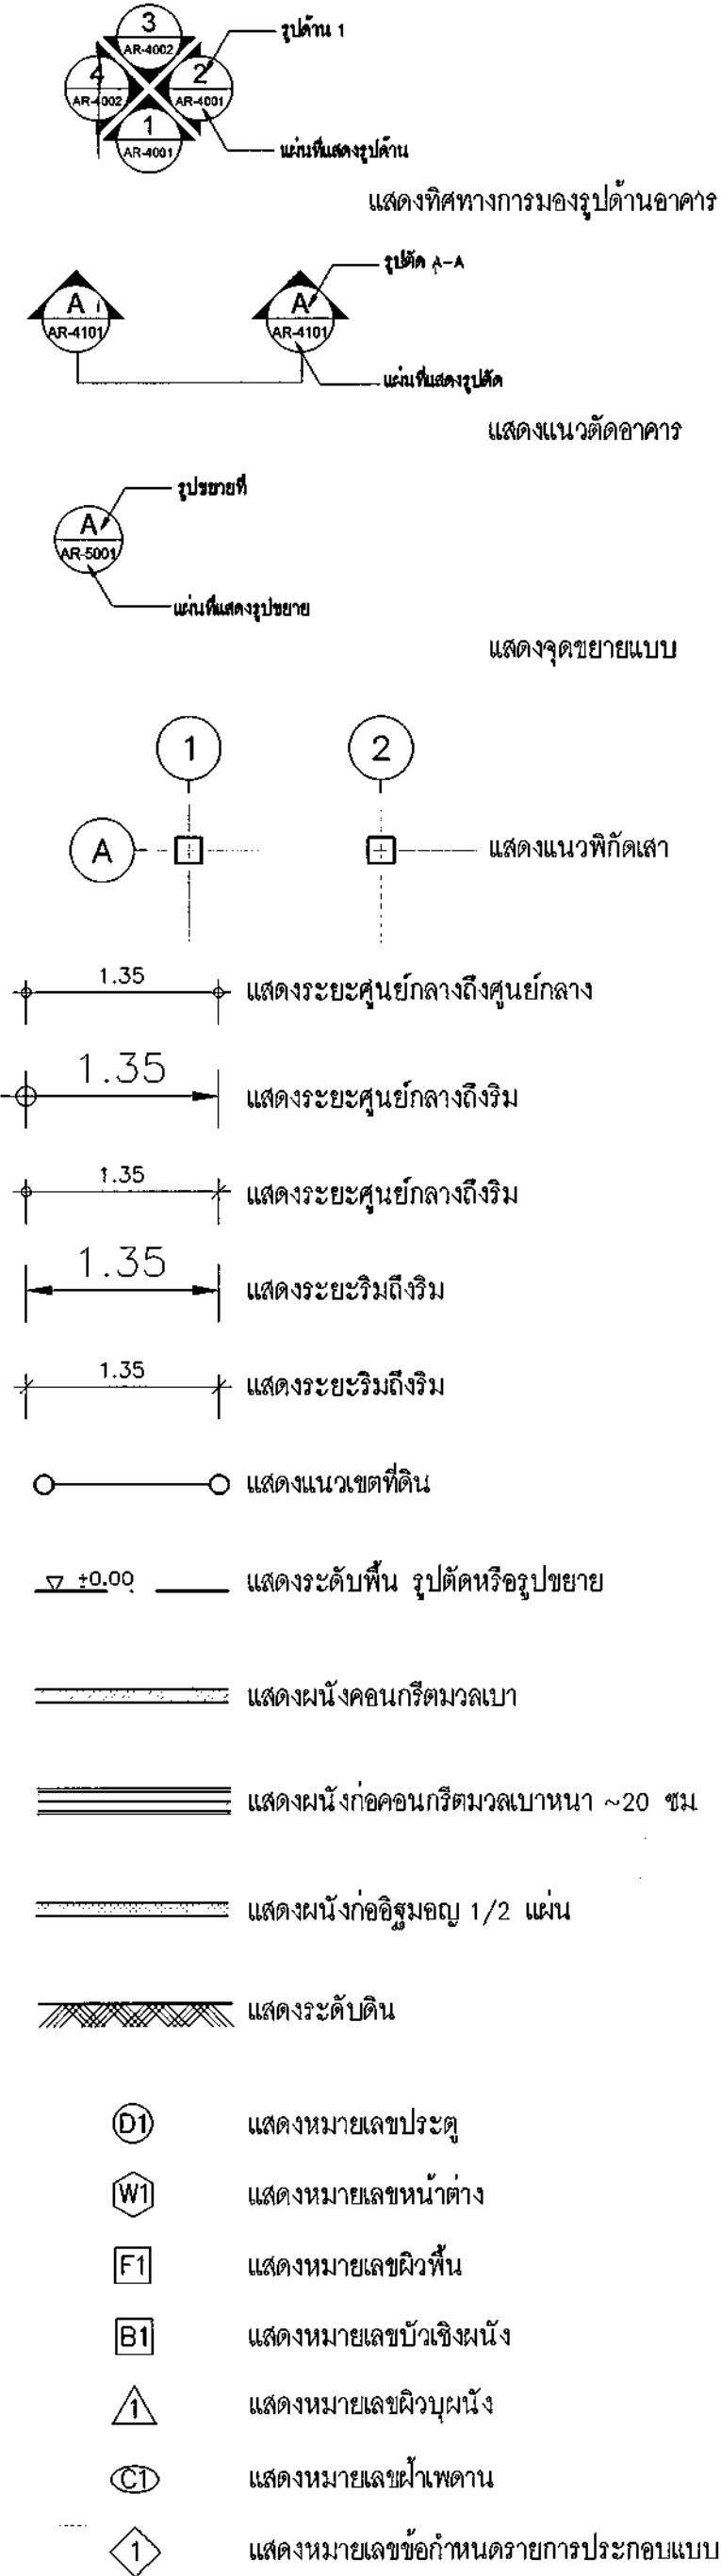 3
AR-4002
รูปด้าน 1
4
AR-4002
2
AR-4001
1
AR-4001
แผ่นที่แสดงรูปด้าน
แสดงทิศทางการมองรูปด้านอาคาร
รูปตัด A-A
A
AR-4101
A
AR-4101
แผ่นที่แสดงรูปตัด
แสดงแนวตัดอาคาร
รูปขยายที่
A
AR-5001
แผ่นที่แสดงรูปขยาย
แสดงจุดขยายแบบ
1
2
A
แสดงแนวพิกัดเสา
1.35
แสดงระยะศูนย์กลางถึงศูนย์กลาง
1.35
แสดงระยะศูนย์กลางถึงริม
1.35
แสดงระยะศูนย์กลางถึงริม
1.35
แสดงระยะริมถึงริม
1.35
แสดงระยะริมถึงริม
แสดงแนวเขตที่ดิน
±0.00
แสดงระดับพื้น รูปตัดหรือรูปขยาย
แสดงผนังคอนกรีตมวลเบา
แสดงผนังก่อคอนกรีตมวลเบาหนา ~20 ซม
แสดงผนังก่ออิฐมอญ 1/2 แผ่น
แสดงระดับดิน
D1 แสดงหมายเลขประตู
W1 แสดงหมายเลขหน้าต่าง
F1 แสดงหมายเลขผิวพื้น
B1 แสดงหมายเลขบัวเชิงผนัง
1 แสดงหมายเลขผิวบุผนัง
C1 แสดงหมายเลขฝ้าเพดาน
1 แสดงหมายเลขข้อกำหนดรายการประกอบแบบ